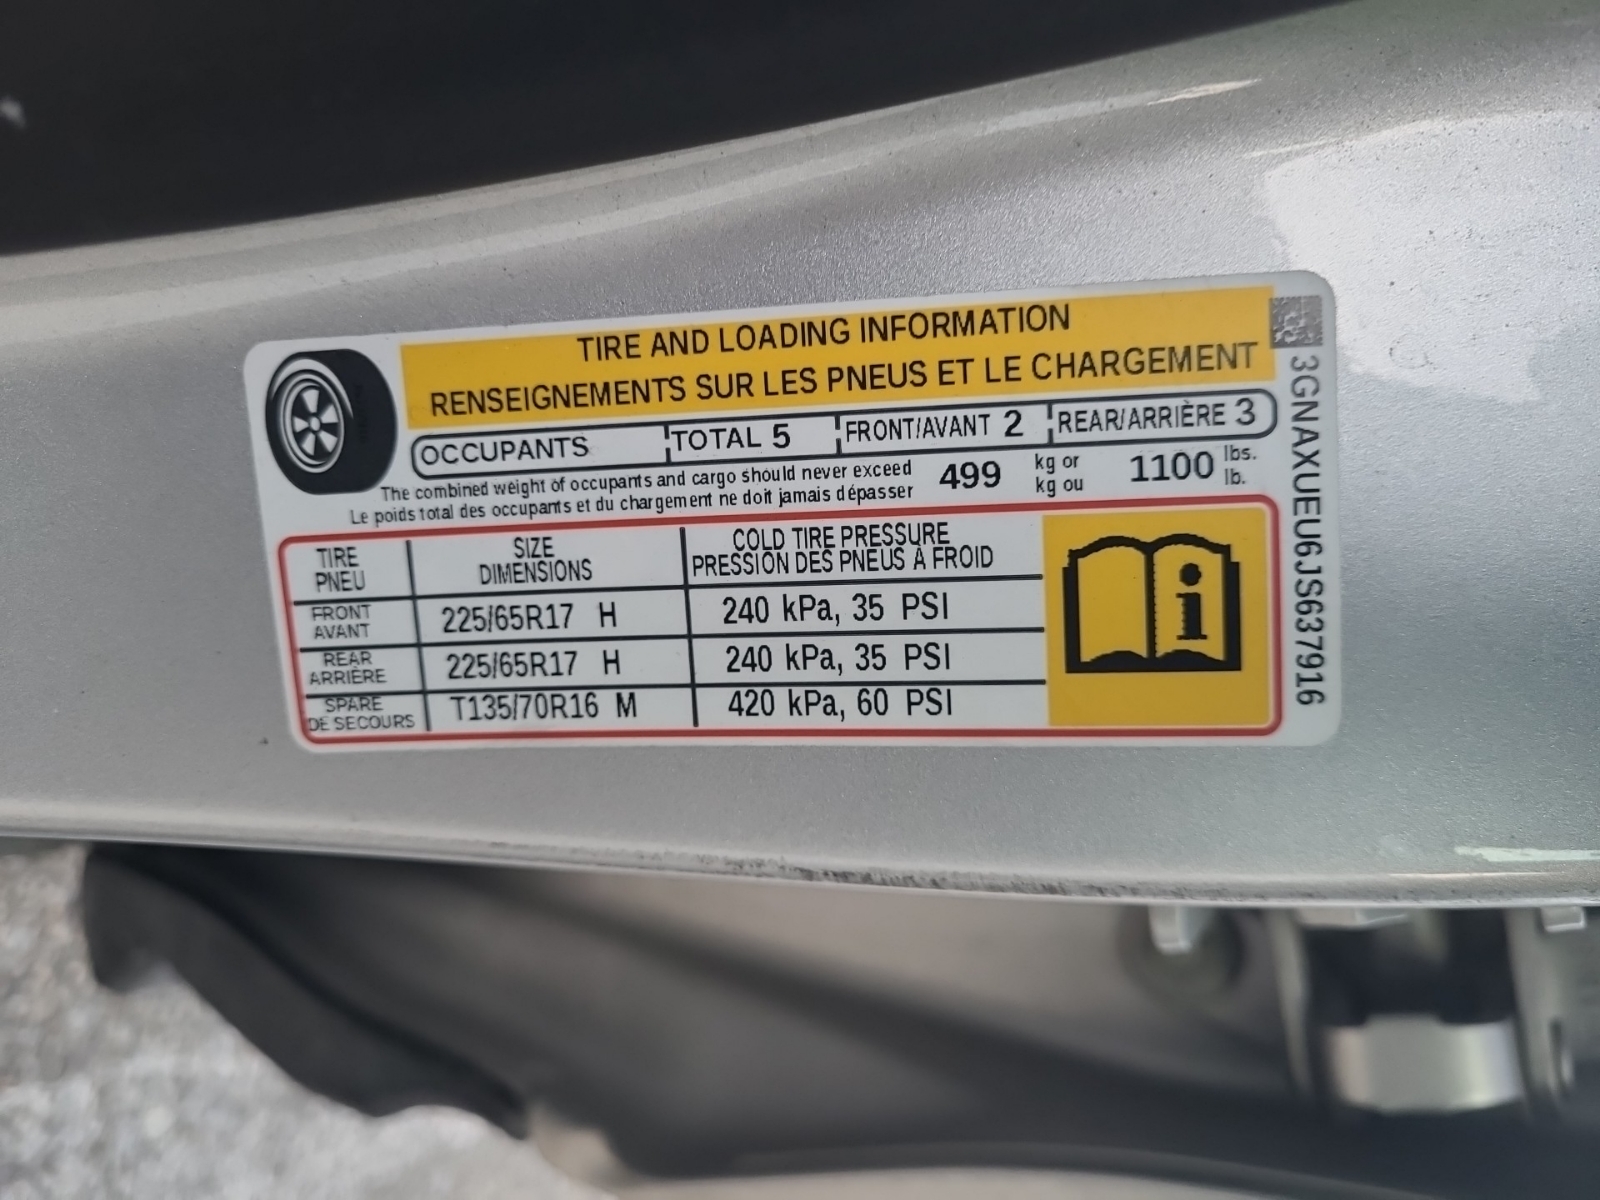 TIRE AND LOADING INFORMATION
RENSEIGNEMENTS SUR LES PNEUS ET LE CHARGEMENT
OCCUPANTS TOTAL 5 FRONT/AVANT 2 REAR/ARRIÈRE 3
The combined weight of occupants and cargo should never exceed 499 kg or 1100 lbs.
Le poids total des occupants et du chargement ne doit jamais dépasser kg ou lb.
TIRE SIZE COLD TIRE PRESSURE
PNEU DIMENSIONS PRESSION DES PNEUS À FROID
FRONT
AVANT 225/65R17 H 240 kPa, 35 PSI
REAR
ARRIÈRE 225/65R17 H 240 kPa, 35 PSI
SPARE
DE SECOURS T135/70R16 M 420 kPa, 60 PSI
i
3GNAXUEU6JS637916